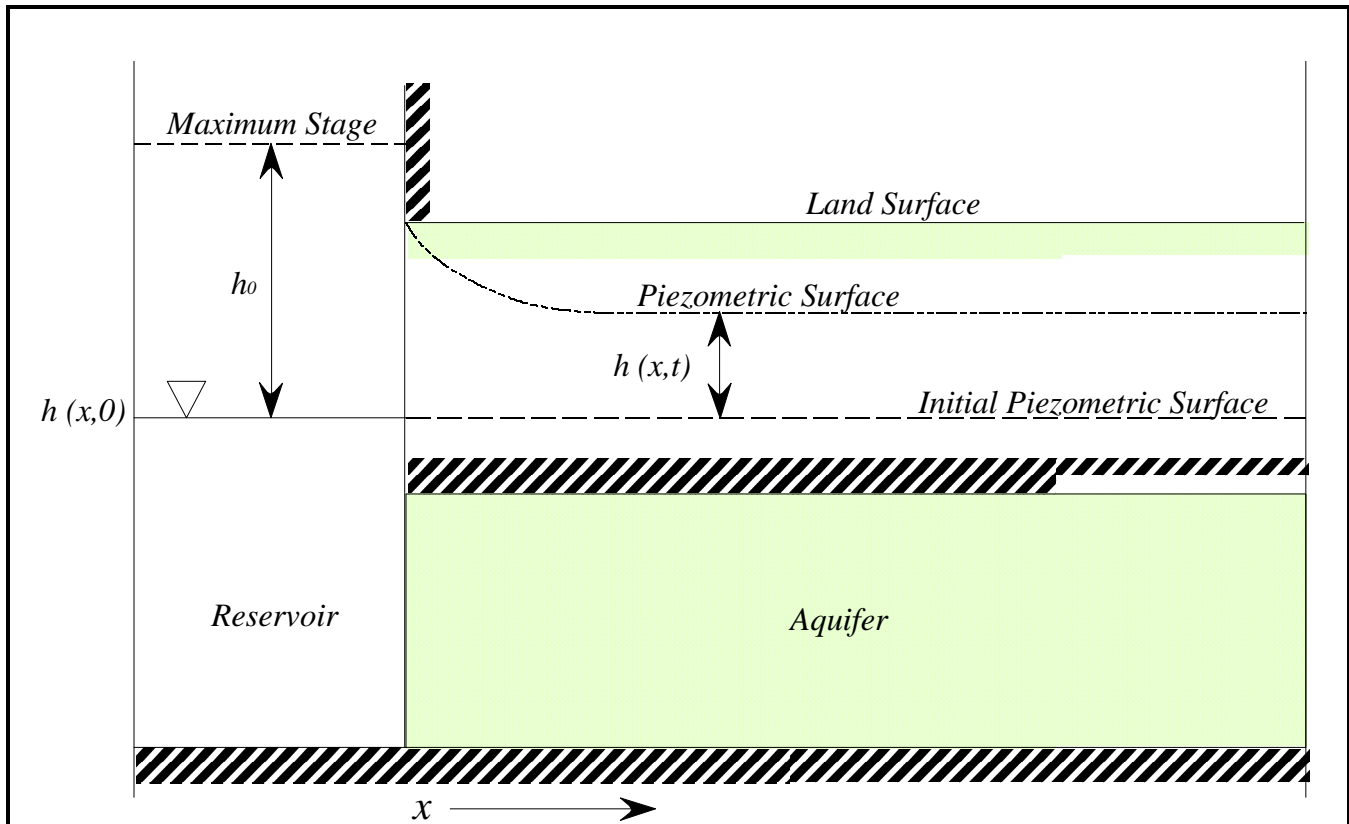 Maximum Stage
Land Surface
h0
Piezometric Surface
h (x,t)
h (x,0)
Initial Piezometric Surface
Reservoir
Aquifer
x